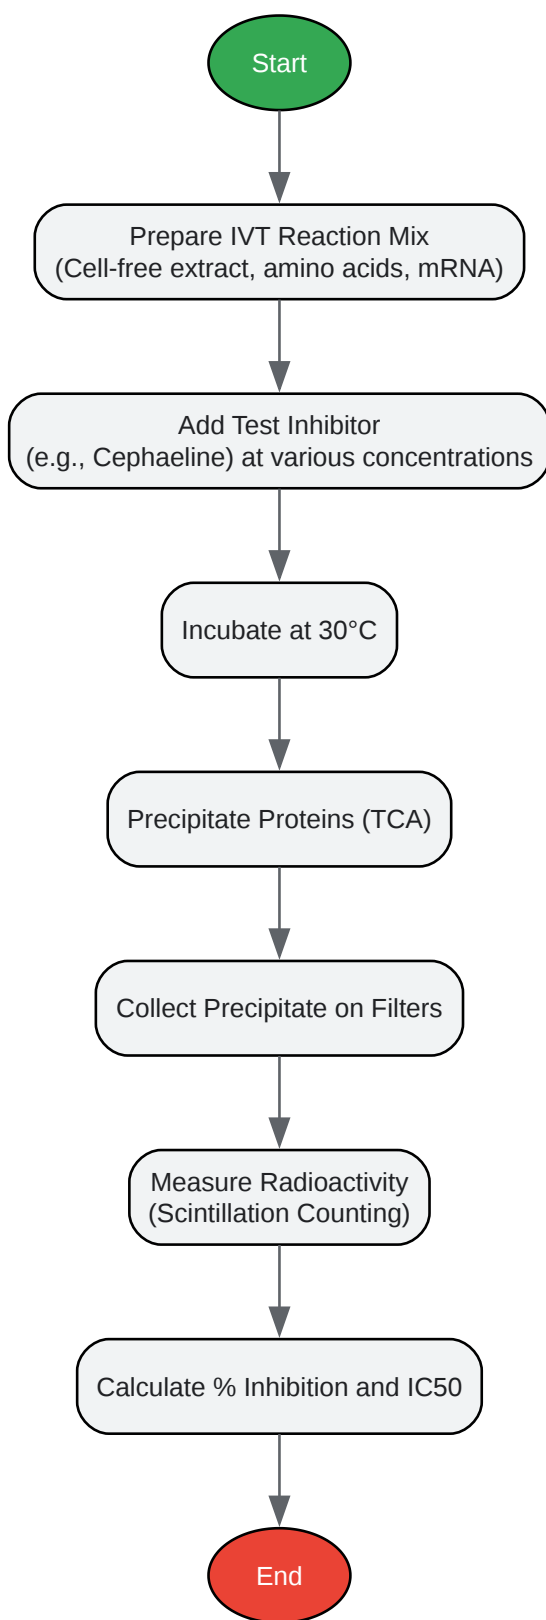 Start
Prepare IVT Reaction Mix
(Cell-free extract, amino acids, mRNA)
Add Test Inhibitor
(e.g., Cephaeline) at various concentrations
Incubate at 30°C
Precipitate Proteins (TCA)
Collect Precipitate on Filters
Measure Radioactivity
(Scintillation Counting)
Calculate % Inhibition and IC50
End